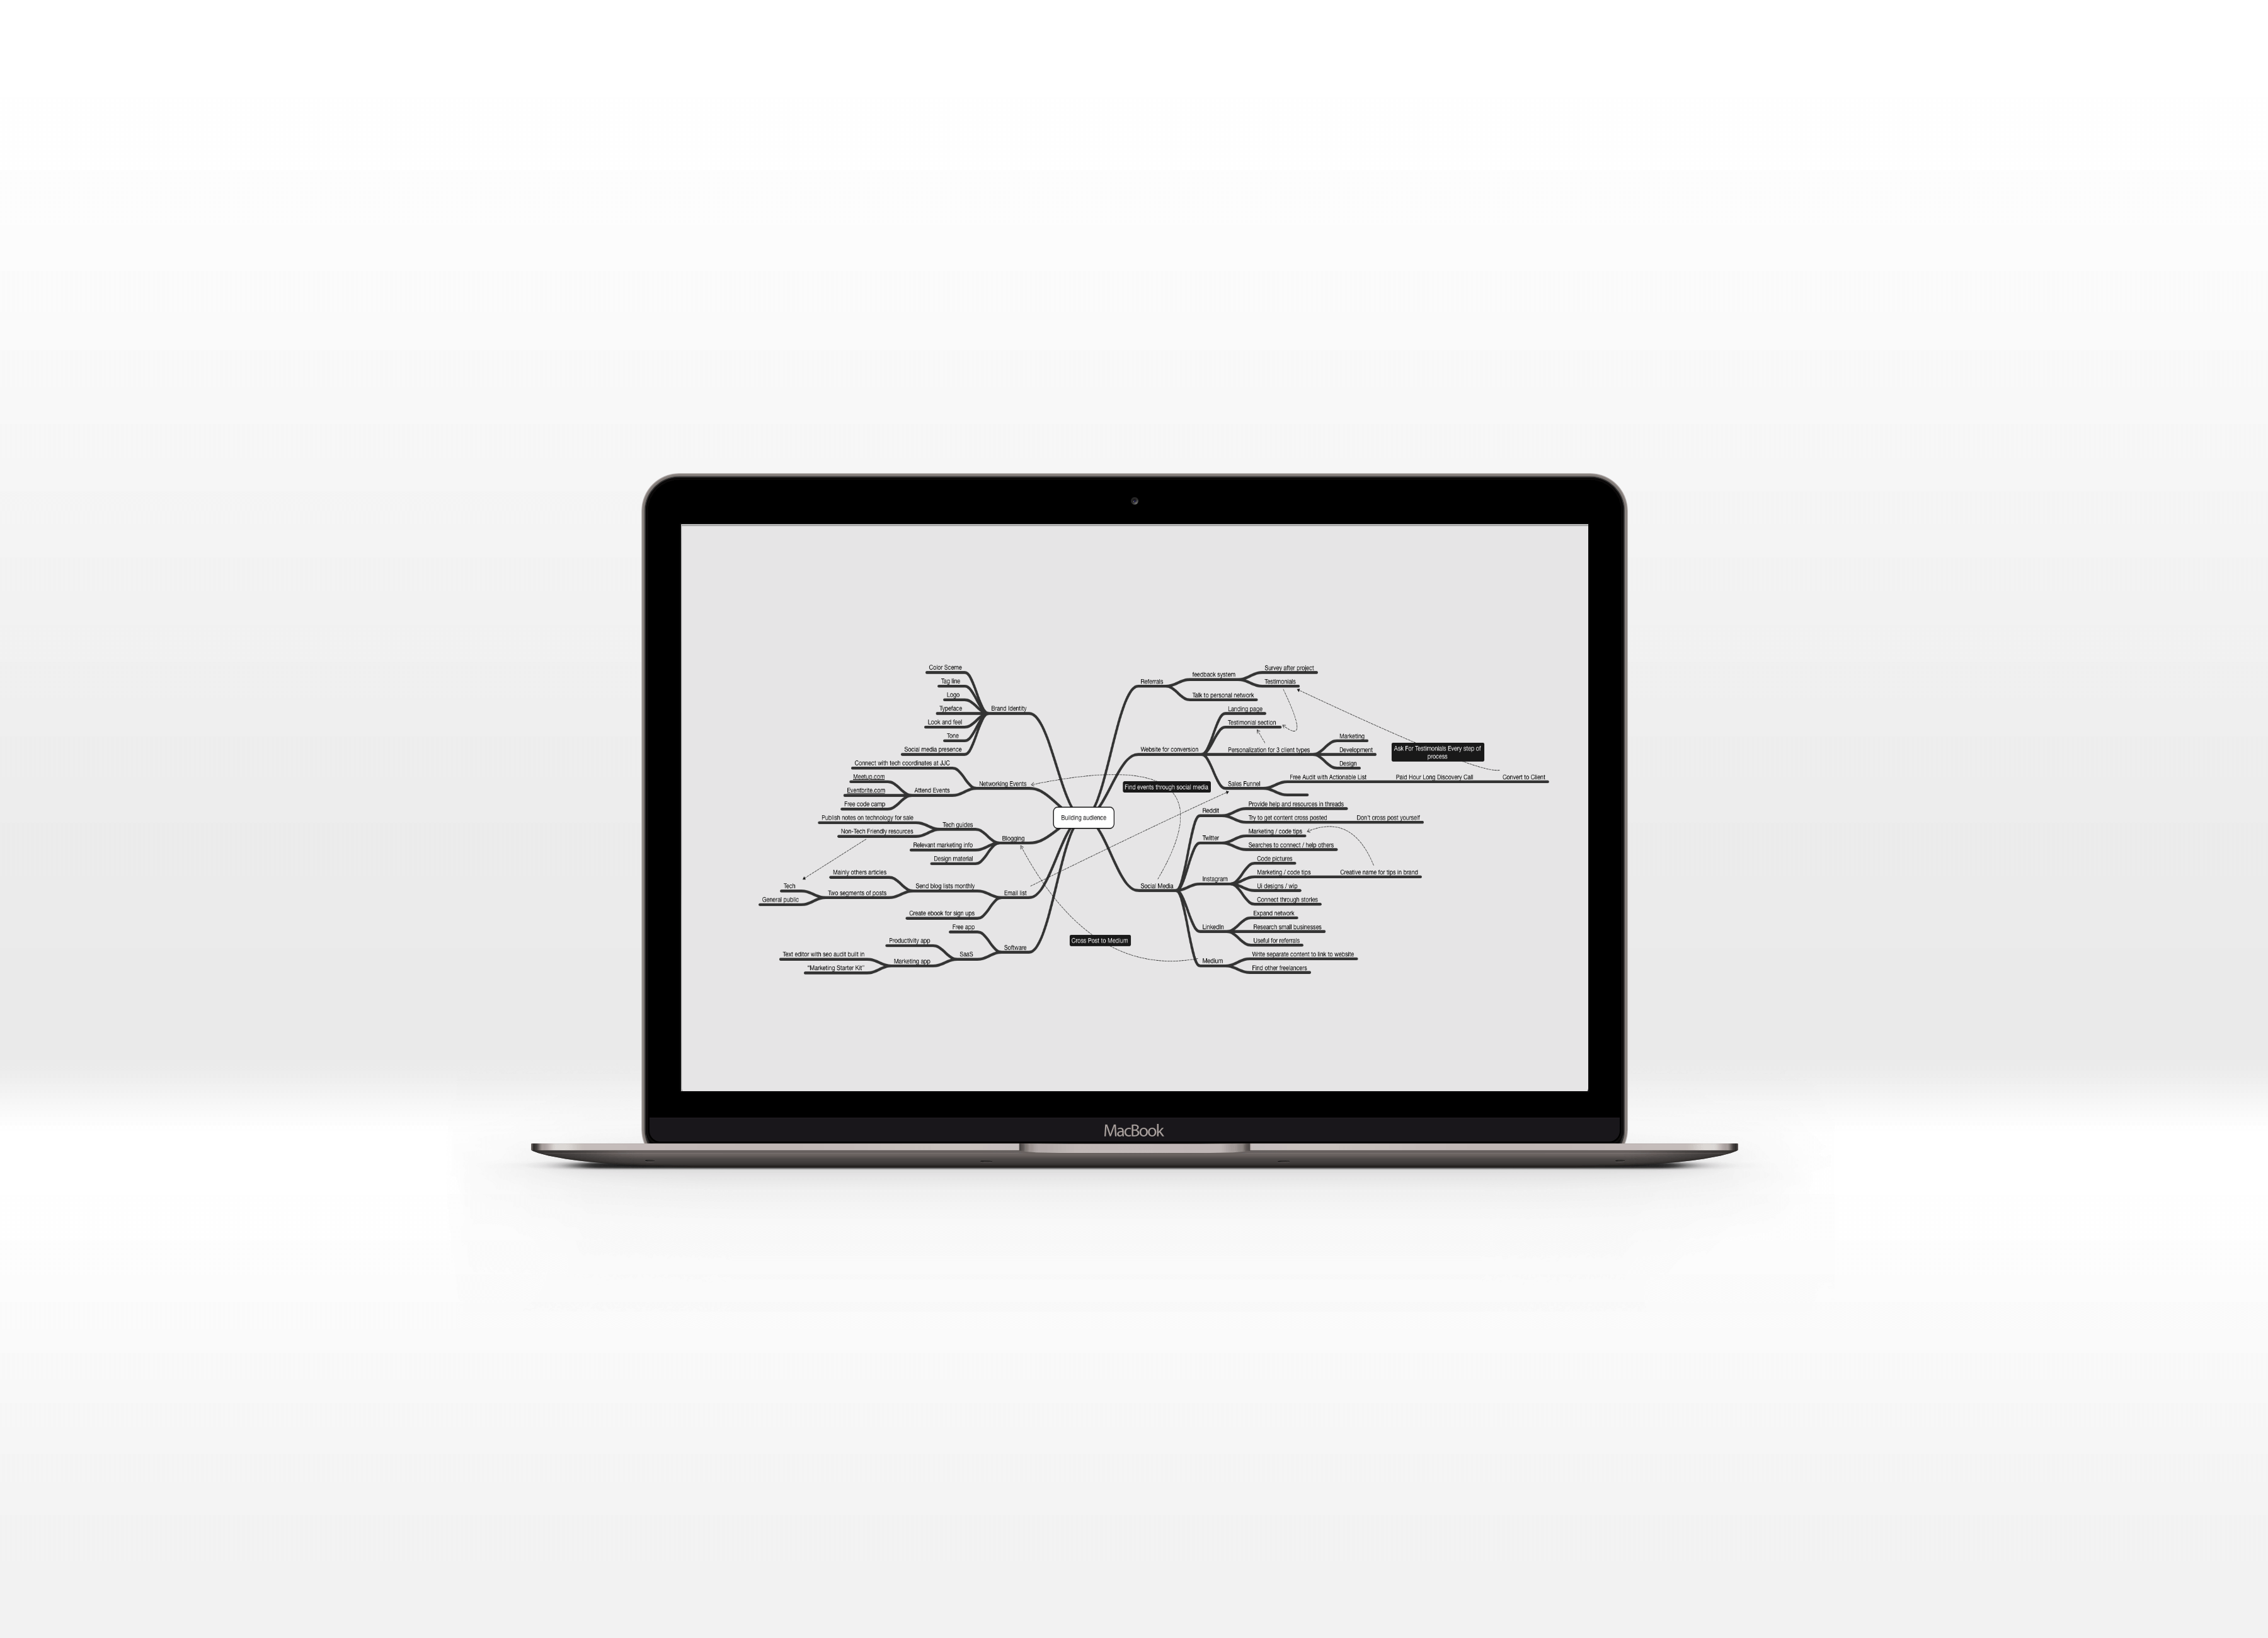 Color Sceme
Tag line
Logo
Typeface
Look and feel
Tone
Social media presence
Brand Identity
Connect with tech coordinates at JJC
Meetup.com
Eventbrite.com
Free code camp
Attend Events
Networking Events
Publish notes on technology for sale
Non-Tech Friendly resources
Tech guides
Relevant marketing info
Design material
Blogging
Mainly others articles
Tech
General public
Two segments of posts
Send blog lists monthly
Create ebook for sign ups
Email list
Free app
Productivity app
Text editor with seo audit built in
"Marketing Starter Kit"
Marketing app
SaaS
Software
Building audience
Referrals
feedback system
Survey after project
Testimonials
Talk to personal network
Website for conversion
Landing page
Testimonial section
Personalization for 3 client types
Marketing
Development
Design
Sales Funnel
Free Audit with Actionable List
Paid Hour Long Discovery Call
Convert to Client
Ask For Testimonials Every step of
process
Find events through social media
Social Media
Reddit
Provide help and resources in threads
Try to get content cross posted
Don't cross post yourself
Twitter
Marketing / code tips
Searches to connect / help others
Instagram
Code pictures
Marketing / code tips
Creative name for tips in brand
Ui designs / wip
Connect through stories
LinkedIn
Expand network
Research small businesses
Useful for referrals
Medium
Write separate content to link to website
Find other freelancers
Cross Post to Medium
MacBook